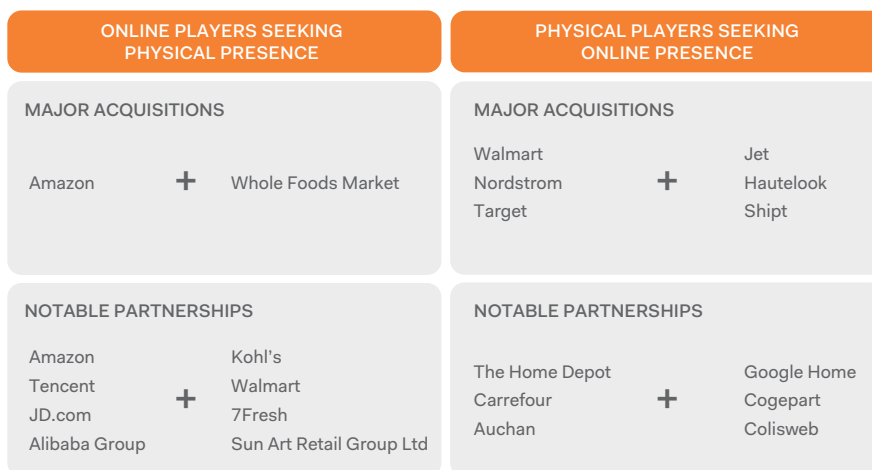 ONLINE PLAYERS SEEKING
PHYSICAL PRESENCE
PHYSICAL PLAYERS SEEKING
ONLINE PRESENCE
MAJOR ACQUISITIONS
Amazon + Whole Foods Market
MAJOR ACQUISITIONS
Walmart Jet
Nordstrom + Hautelook
Target Shipt
NOTABLE PARTNERSHIPS
Amazon Kohl's
Tencent Walmart
+
JD.com 7Fresh
Alibaba Group Sun Art Retail Group Ltd
NOTABLE PARTNERSHIPS
The Home Depot Google Home
Carrefour + Cogepart
Auchan Colisweb